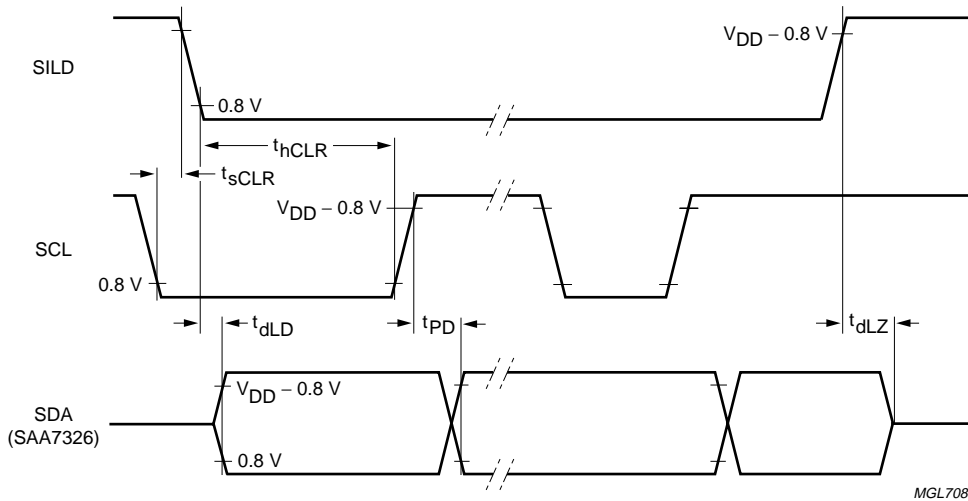 V_DD – 0.8 V
SILD
0.8 V
t_hCLR
t_sCLR
V_DD – 0.8 V
SCL
0.8 V
t_dLD
t_PD
t_dLZ
V_DD – 0.8 V
SDA
(SAA7326)
0.8 V
MGL708